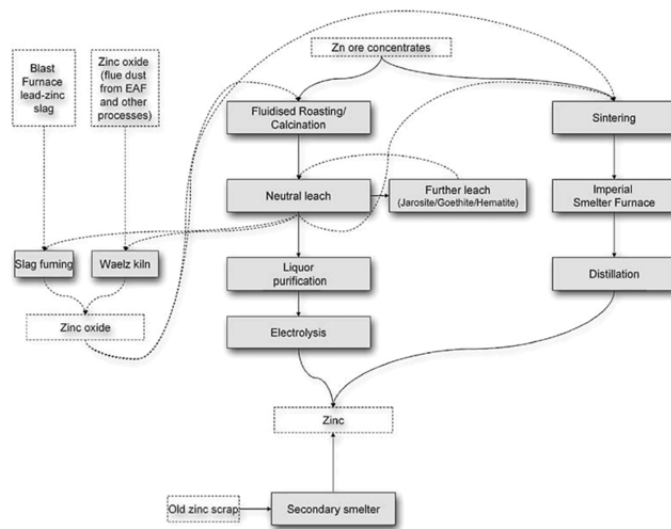 Zn ore concentrates
Blast
Furnace
lead-zinc
slag
Zinc oxide
(flue dust
from EAF
and other
processes)
Fluidised Roasting/
Calcination
Sintering
Neutral leach
Further leach
(Jarosite/Goethite/Hematite)
Imperial
Smelter Furnace
Slag fuming
Waelz kiln
Liquor
purification
Distillation
Zinc oxide
Electrolysis
Zinc
Old zinc scrap
Secondary smelter